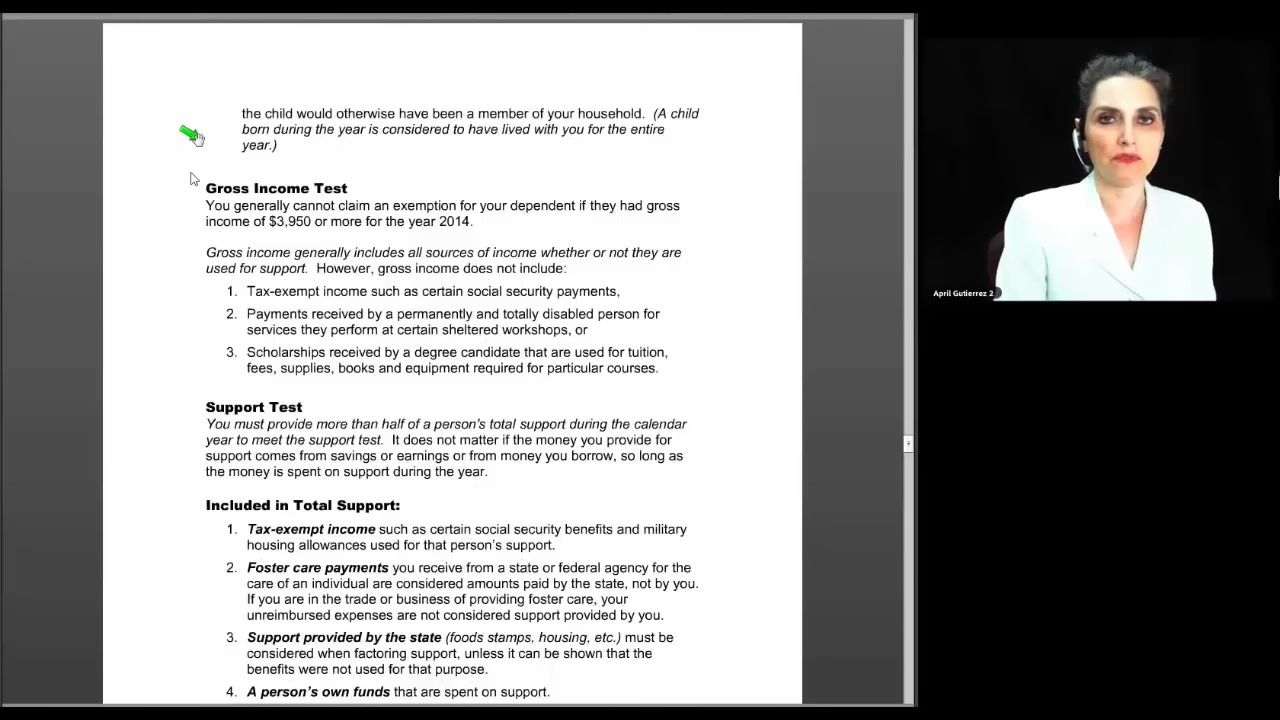 the child would otherwise have been a member of your household. (A child
born during the year is considered to have lived with you for the entire
year.)
Gross Income Test
You generally cannot claim an exemption for your dependent if they had gross
income of $3,950 or more for the year 2014.
Gross income generally includes all sources of income whether or not they are
used for support. However, gross income does not include:
1. Tax-exempt income such as certain social security payments,
2. Payments received by a permanently and totally disabled person for
services they perform at certain sheltered workshops, or
3. Scholarships received by a degree candidate that are used for tuition,
fees, supplies, books and equipment required for particular courses.
Support Test
You must provide more than half of a person's total support during the calendar
year to meet the support test. It does not matter if the money you provide for
support comes from savings or earnings or from money you borrow, so long as
the money is spent on support during the year.
Included in Total Support:
1. Tax-exempt income such as certain social security benefits and military
housing allowances used for that person's support.
2. Foster care payments you receive from a state or federal agency for the
care of an individual are considered amounts paid by the state, not by you.
If you are in the trade or business of providing foster care, your
unreimbursed expenses are not considered support provided by you.
3. Support provided by the state (foods stamps, housing, etc.) must be
considered when factoring support, unless it can be shown that the
benefits were not used for that purpose.
4. A person's own funds that are spent on support.
April Gutierrez 2